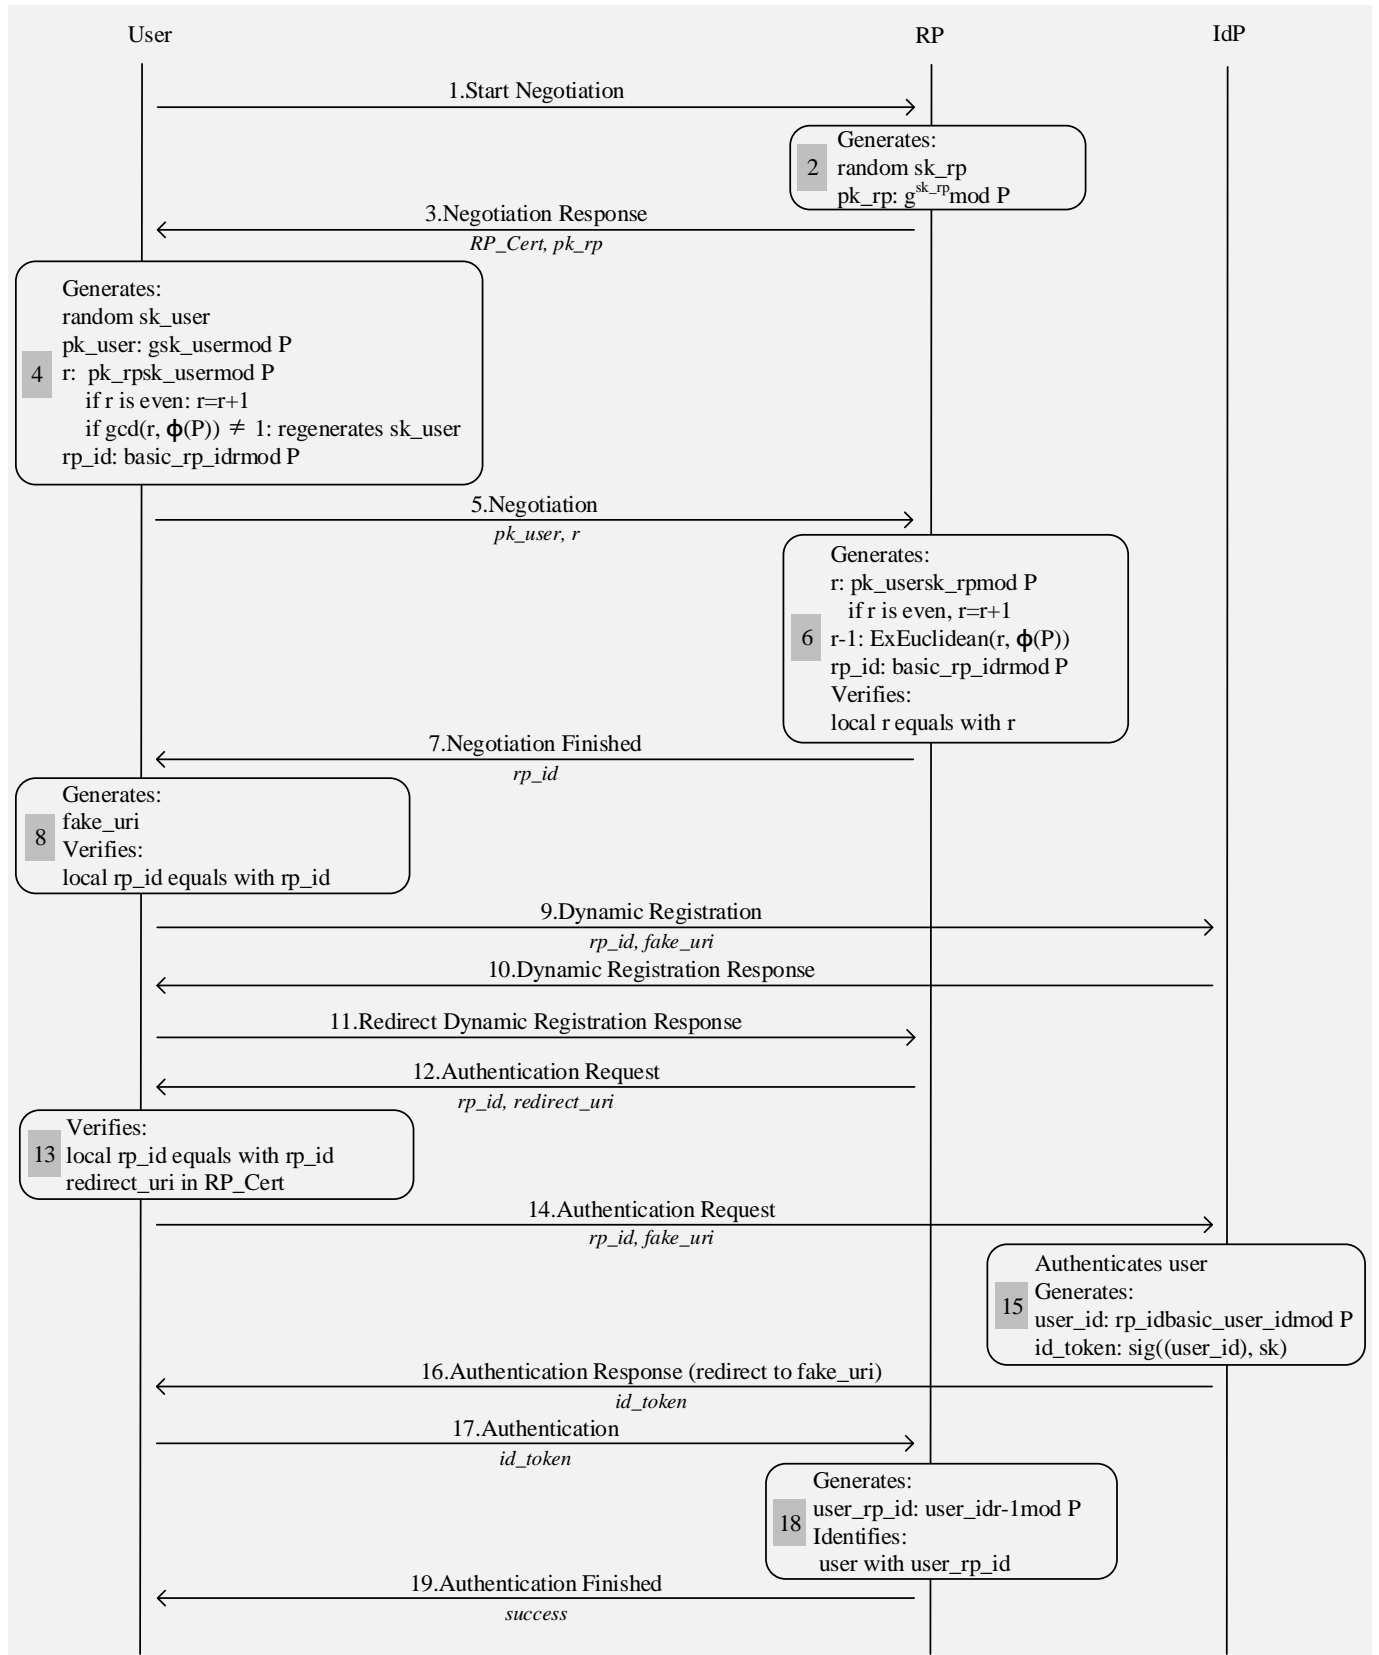 User
RP
IdP
1.Start Negotiation
2
Generates:
random sk_rp
pk_rp: g^sk_rp mod P
3.Negotiation Response
RP_Cert, pk_rp
4
Generates:
random sk_user
pk_user: gsk_usermod P
r:  pk_rpsk_usermod P
if r is even: r=r+1
if gcd(r, ϕ(P)) ≠ 1: regenerates sk_user
rp_id: basic_rp_idrmod P
5.Negotiation
pk_user, r
6
Generates:
r: pk_usersk_rpmod P
if r is even, r=r+1
r-1: ExEuclidean(r, ϕ(P))
rp_id: basic_rp_idrmod P
Verifies:
local r equals with r
7.Negotiation Finished
rp_id
8
Generates:
fake_uri
Verifies:
local rp_id equals with rp_id
9.Dynamic Registration
rp_id, fake_uri
10.Dynamic Registration Response
11.Redirect Dynamic Registration Response
12.Authentication Request
rp_id, redirect_uri
13
Verifies:
local rp_id equals with rp_id
redirect_uri in RP_Cert
14.Authentication Request
rp_id, fake_uri
15
Authenticates user
Generates:
user_id: rp_idbasic_user_idmod P
id_token: sig((user_id), sk)
16.Authentication Response (redirect to fake_uri)
id_token
17.Authentication
id_token
18
Generates:
user_rp_id: user_idr-1mod P
Identifies:
user with user_rp_id
19.Authentication Finished
success